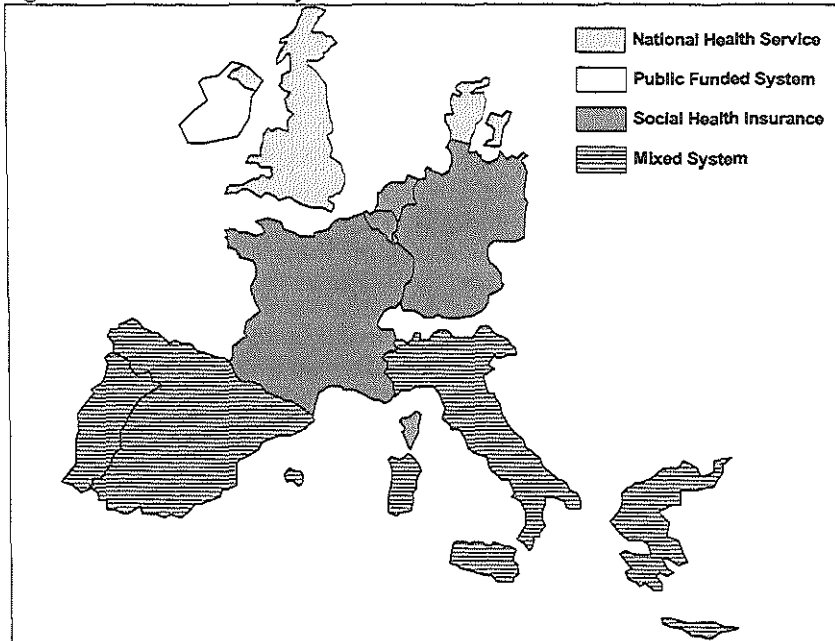 National Health Service
Public Funded System
Social Health Insurance
Mixed System